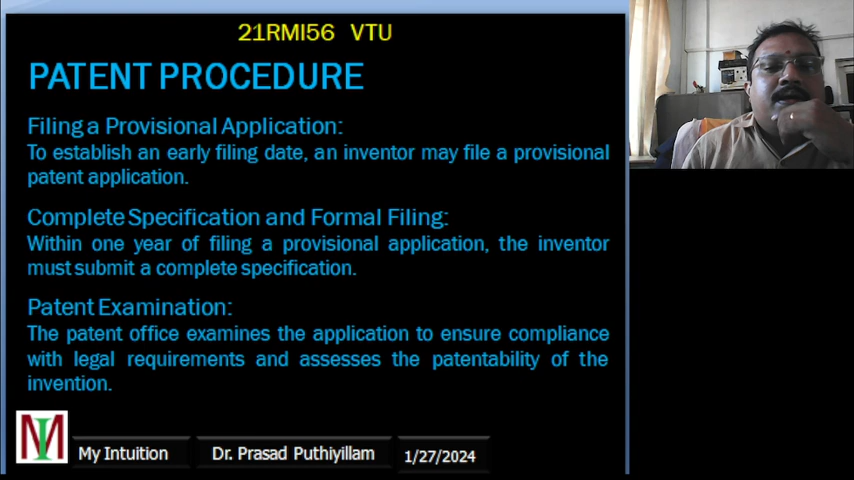 21RMI56 VTU
PATENT PROCEDURE
Filing a Provisional Application:
To establish an early filing date, an inventor may file a provisional
patent application.
Complete Specification and Formal Filing:
Within one year of filing a provisional application, the inventor
must submit a complete specification.
Patent Examination:
The patent office examines the application to ensure compliance
with legal requirements and assesses the patentability of the
invention.
MI
My Intuition
Dr. Prasad Puthiyillam
1/27/2024